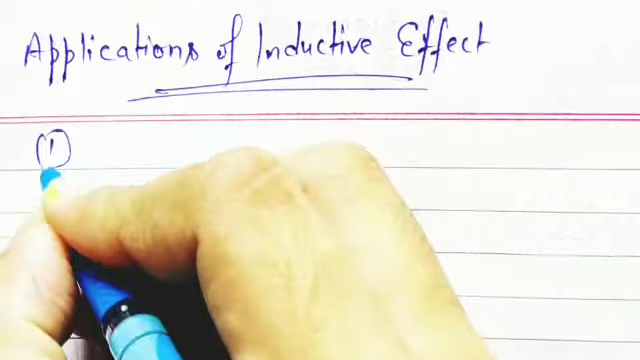 Applications of Inductive Effect
①